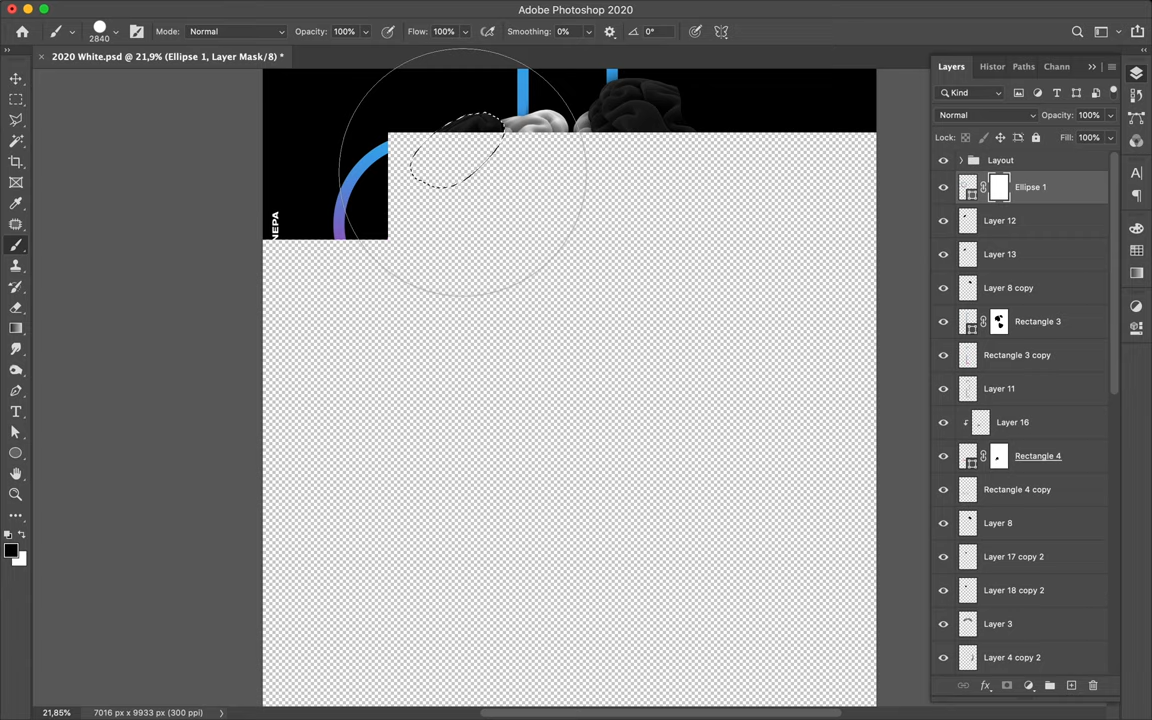 Adobe Photoshop 2020
2840
Mode: Normal
Opacity: 100%
Flow: 100%
Smoothing: 0%
0°
2020 White.psd @ 21,9% (Ellipse 1, Layer Mask/8) *
Layers
Histor
Paths
Chann
Kind
Normal
Opacity: 100%
Lock:
Fill: 100%
Layout
Ellipse 1
Layer 12
Layer 13
Layer 8 copy
Rectangle 3
Rectangle 3 copy
Layer 11
Layer 16
Rectangle 4
Rectangle 4 copy
Layer 8
Layer 17 copy 2
Layer 18 copy 2
Layer 3
Layer 4 copy 2
21,85%
7016 px x 9933 px (300 ppi)